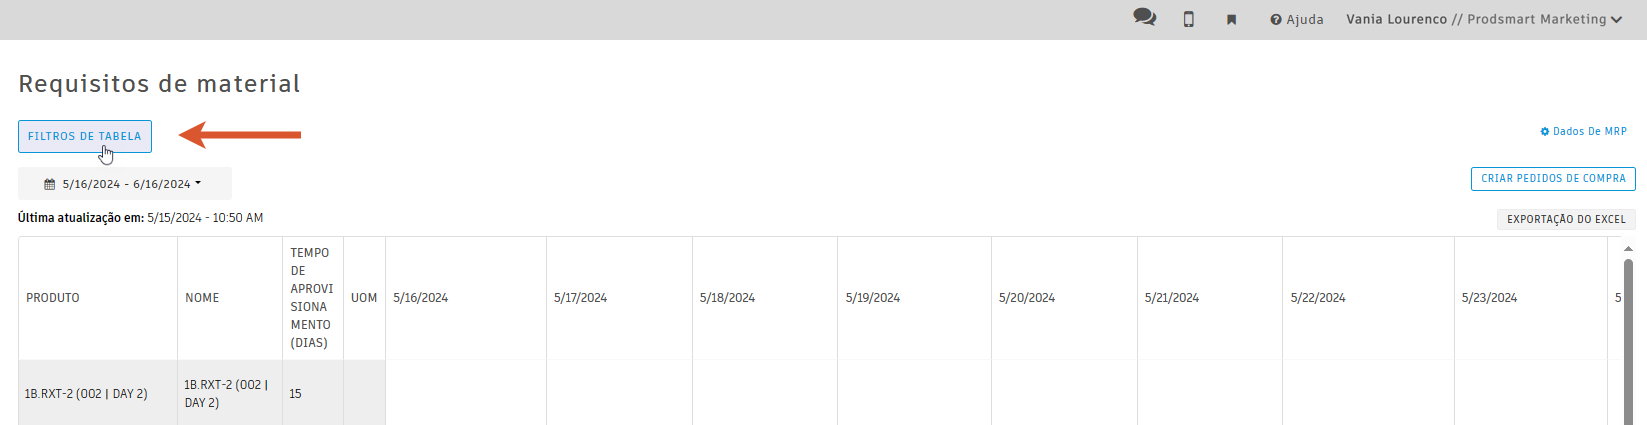 Ajuda Vania Lourenco // Prodsmart Marketing
Requisitos de material
FILTROS DE TABELA
Dados De MRP
5/16/2024 - 6/16/2024
CRIAR PEDIDOS DE COMPRA
Última atualização em: 5/15/2024 - 10:50 AM
EXPORTAÇÃO DO EXCEL
PRODUTO
NOME
TEMPO
DE
APROVI
SIONA
MENTO
(DIAS)
UOM
5/16/2024
5/17/2024
5/18/2024
5/19/2024
5/20/2024
5/21/2024
5/22/2024
5/23/2024
5
1B.RXT-2 (002 | DAY 2)
1B.RXT-2 (002 |
DAY 2)
15